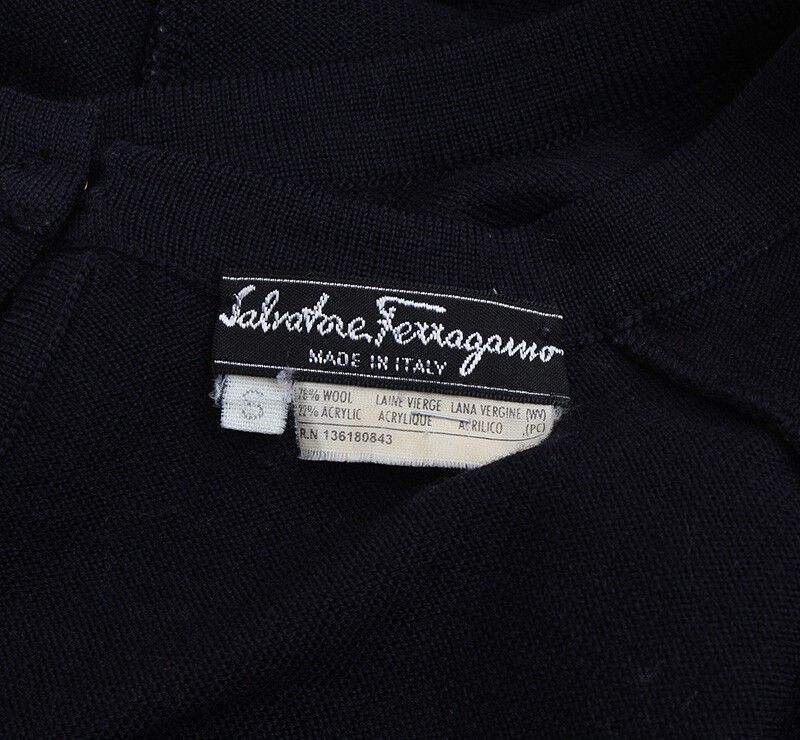 Salvatore Ferragamo
MADE IN ITALY
S
78% WOOL LAINE VIERGE LANA VERGINE (WV)
22% ACRYLIC ACRYLIQUE ACRILICO (PC)
R.N 136180843